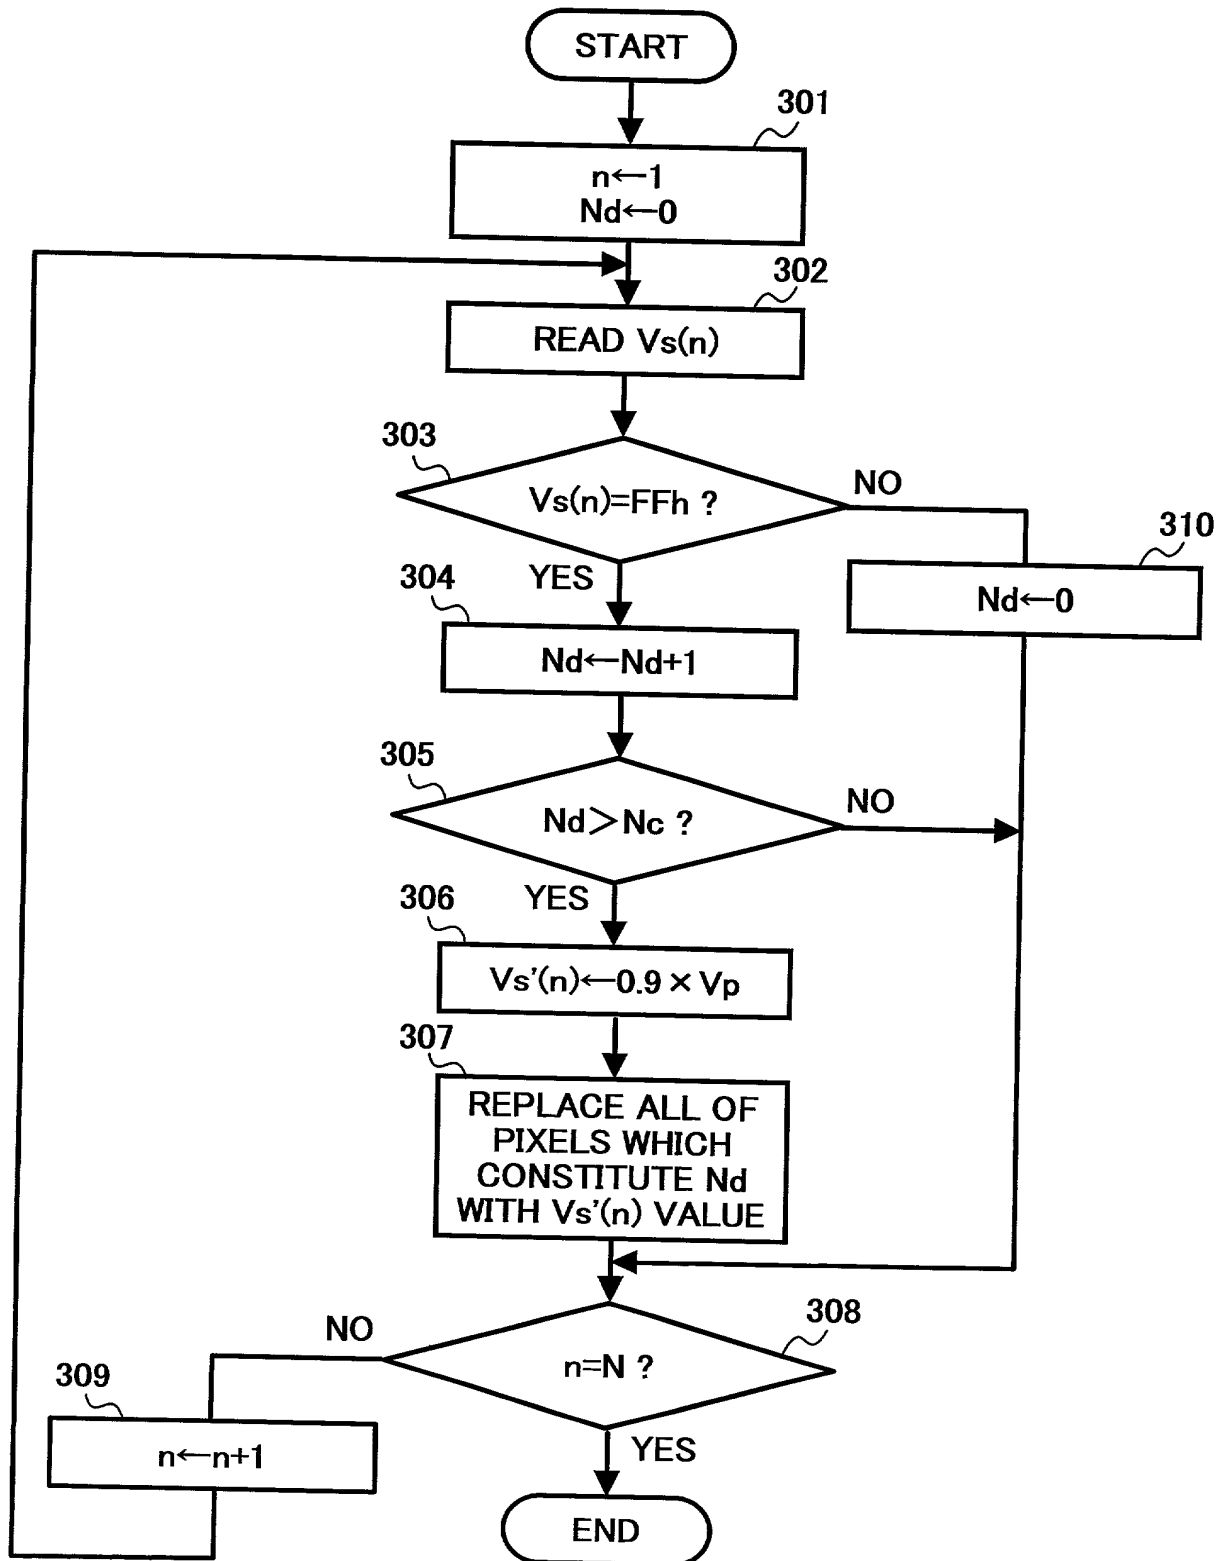 START
301
n←1
Nd←0
302
READ Vs(n)
303
Vs(n)=FFh ?
NO
310
Nd←0
YES
304
Nd←Nd+1
305
Nd＞Nc ?
NO
YES
306
Vs'(n)←0.9 × Vp
307
REPLACE ALL OF
PIXELS WHICH
CONSTITUTE Nd
WITH Vs'(n) VALUE
308
n=N ?
NO
309
n←n+1
YES
END